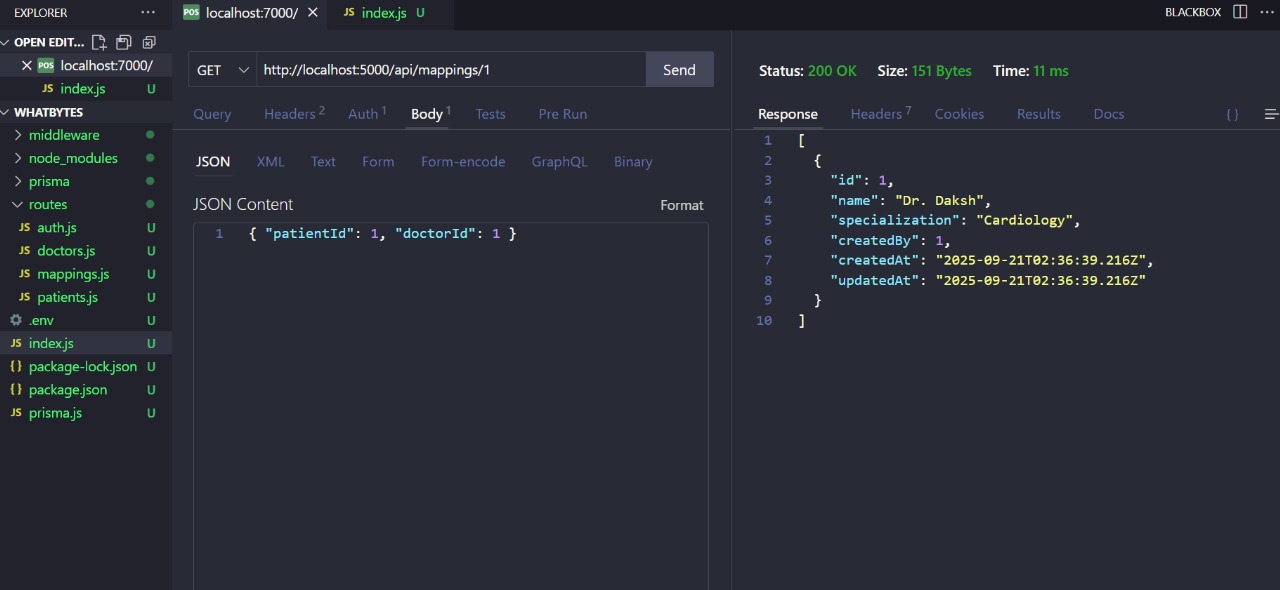 EXPLORER ···
OPEN EDIT...
POS localhost:7000/
JS index.js U
WHATBYTES
middleware
node_modules
prisma
routes
JS auth.js U
JS doctors.js U
JS mappings.js U
JS patients.js U
.env U
JS index.js U
{} package-lock.json U
{} package.json U
JS prisma.js U
POS localhost:7000/ JS index.js U
BLACKBOX ···
GET http://localhost:5000/api/mappings/1 Send
Query Headers 2 Auth 1 Body 1 Tests Pre Run
JSON XML Text Form Form-encode GraphQL Binary
JSON Content Format
1 { "patientId": 1, "doctorId": 1 }
Status: 200 OK Size: 151 Bytes Time: 11 ms
Response Headers 7 Cookies Results Docs { }
1 [
2 {
3 "id": 1,
4 "name": "Dr. Daksh",
5 "specialization": "Cardiology",
6 "createdBy": 1,
7 "createdAt": "2025-09-21T02:36:39.216Z",
8 "updatedAt": "2025-09-21T02:36:39.216Z"
9 }
10 ]